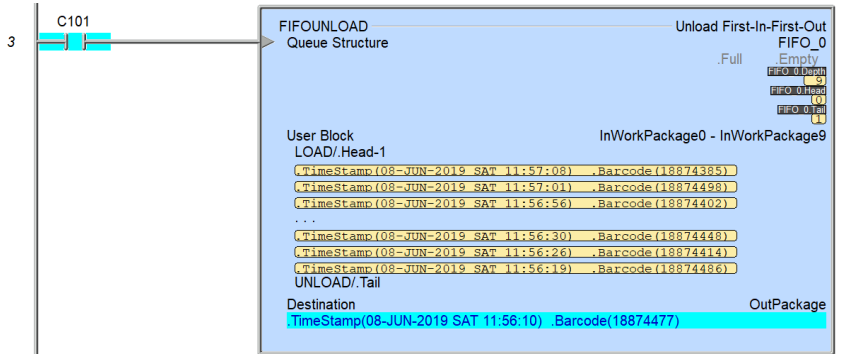 C101
3
FIFOUNLOAD Unload First-In-First-Out
Queue Structure FIFO_0
.Full .Empty
FIFO_0.Depth
9
FIFO_0.Head
0
FIFO_0.Tail
1
User Block InWorkPackage0 - InWorkPackage9
LOAD/.Head-1
.TimeStamp(08-JUN-2019 SAT 11:57:08) .Barcode(18874385)
.TimeStamp(08-JUN-2019 SAT 11:57:01) .Barcode(18874498)
.TimeStamp(08-JUN-2019 SAT 11:56:56) .Barcode(18874402)
...
.TimeStamp(08-JUN-2019 SAT 11:56:30) .Barcode(18874448)
.TimeStamp(08-JUN-2019 SAT 11:56:26) .Barcode(18874414)
.TimeStamp(08-JUN-2019 SAT 11:56:19) .Barcode(18874486)
UNLOAD/.Tail
Destination OutPackage
.TimeStamp(08-JUN-2019 SAT 11:56:10) .Barcode(18874477)